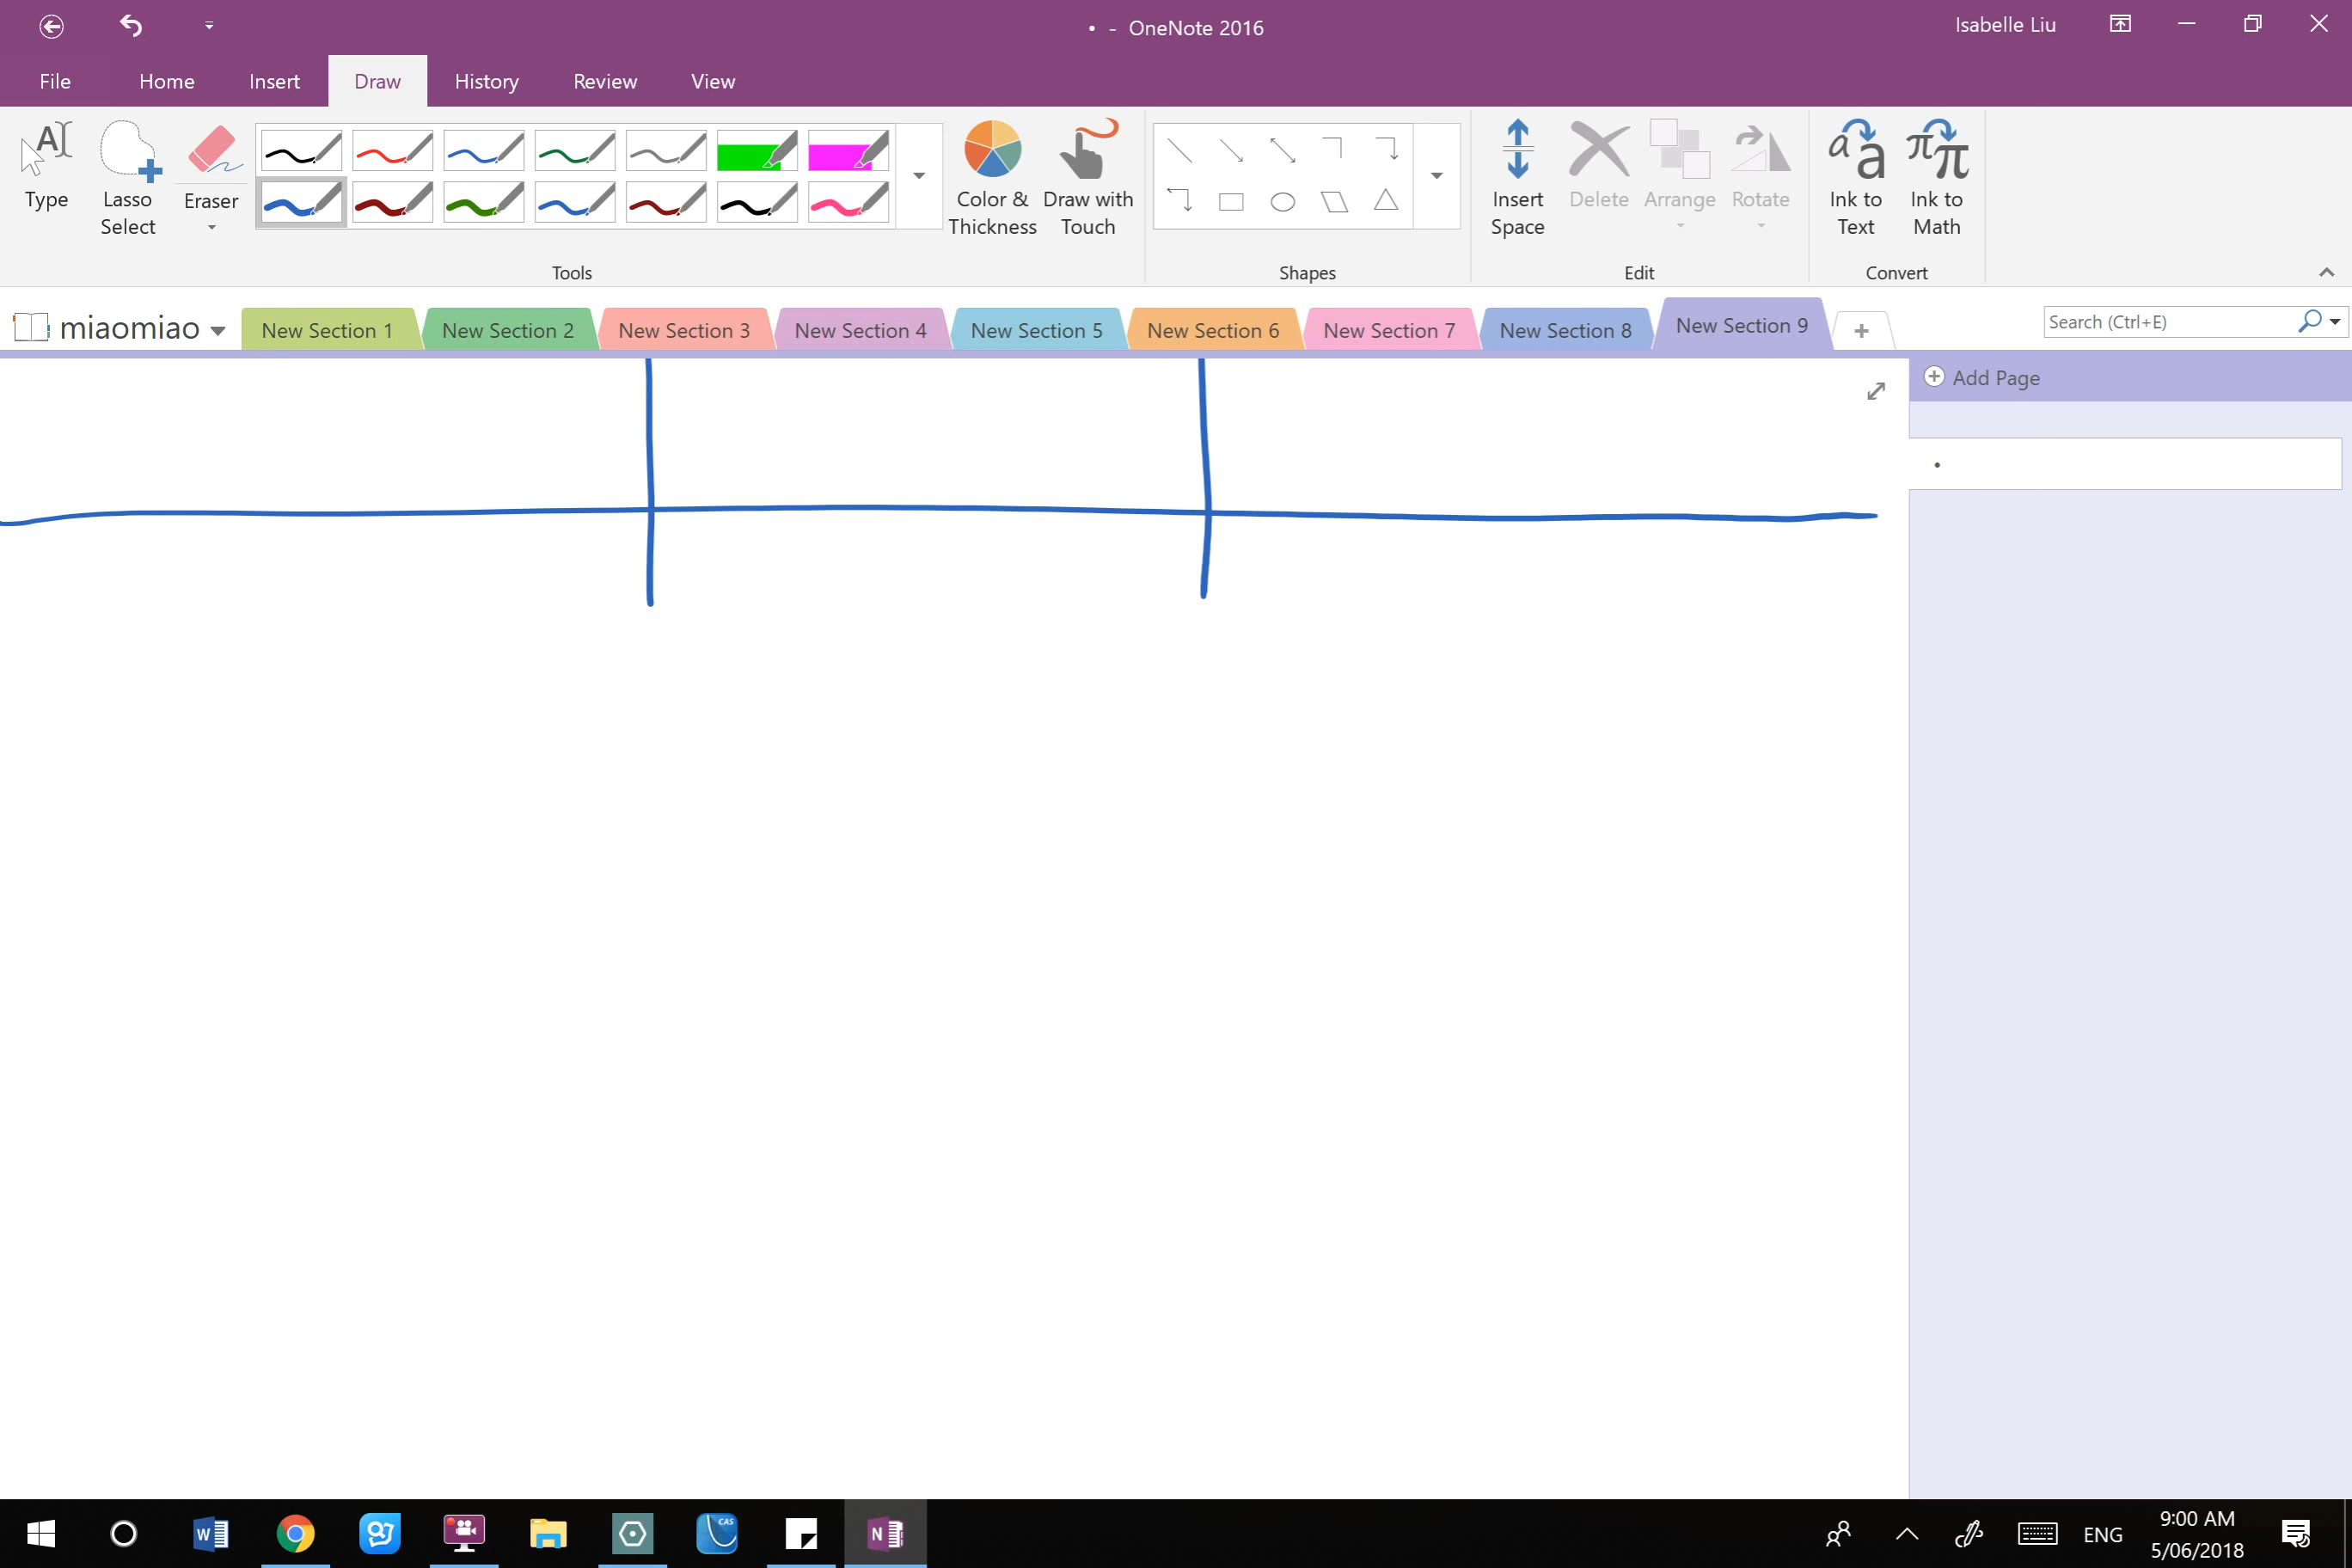 • - OneNote 2016
Isabelle Liu
File Home Insert Draw History Review View
Type
Lasso Select
Eraser
Color & Thickness
Draw with Touch
Insert Space
Delete
Arrange
Rotate
Ink to Text
Ink to Math
Tools Shapes Edit Convert
miaomiao New Section 1 New Section 2 New Section 3 New Section 4 New Section 5 New Section 6 New Section 7 New Section 8 New Section 9
Search (Ctrl+E)
Add Page
CAS
ENG
9:00 AM
5/06/2018